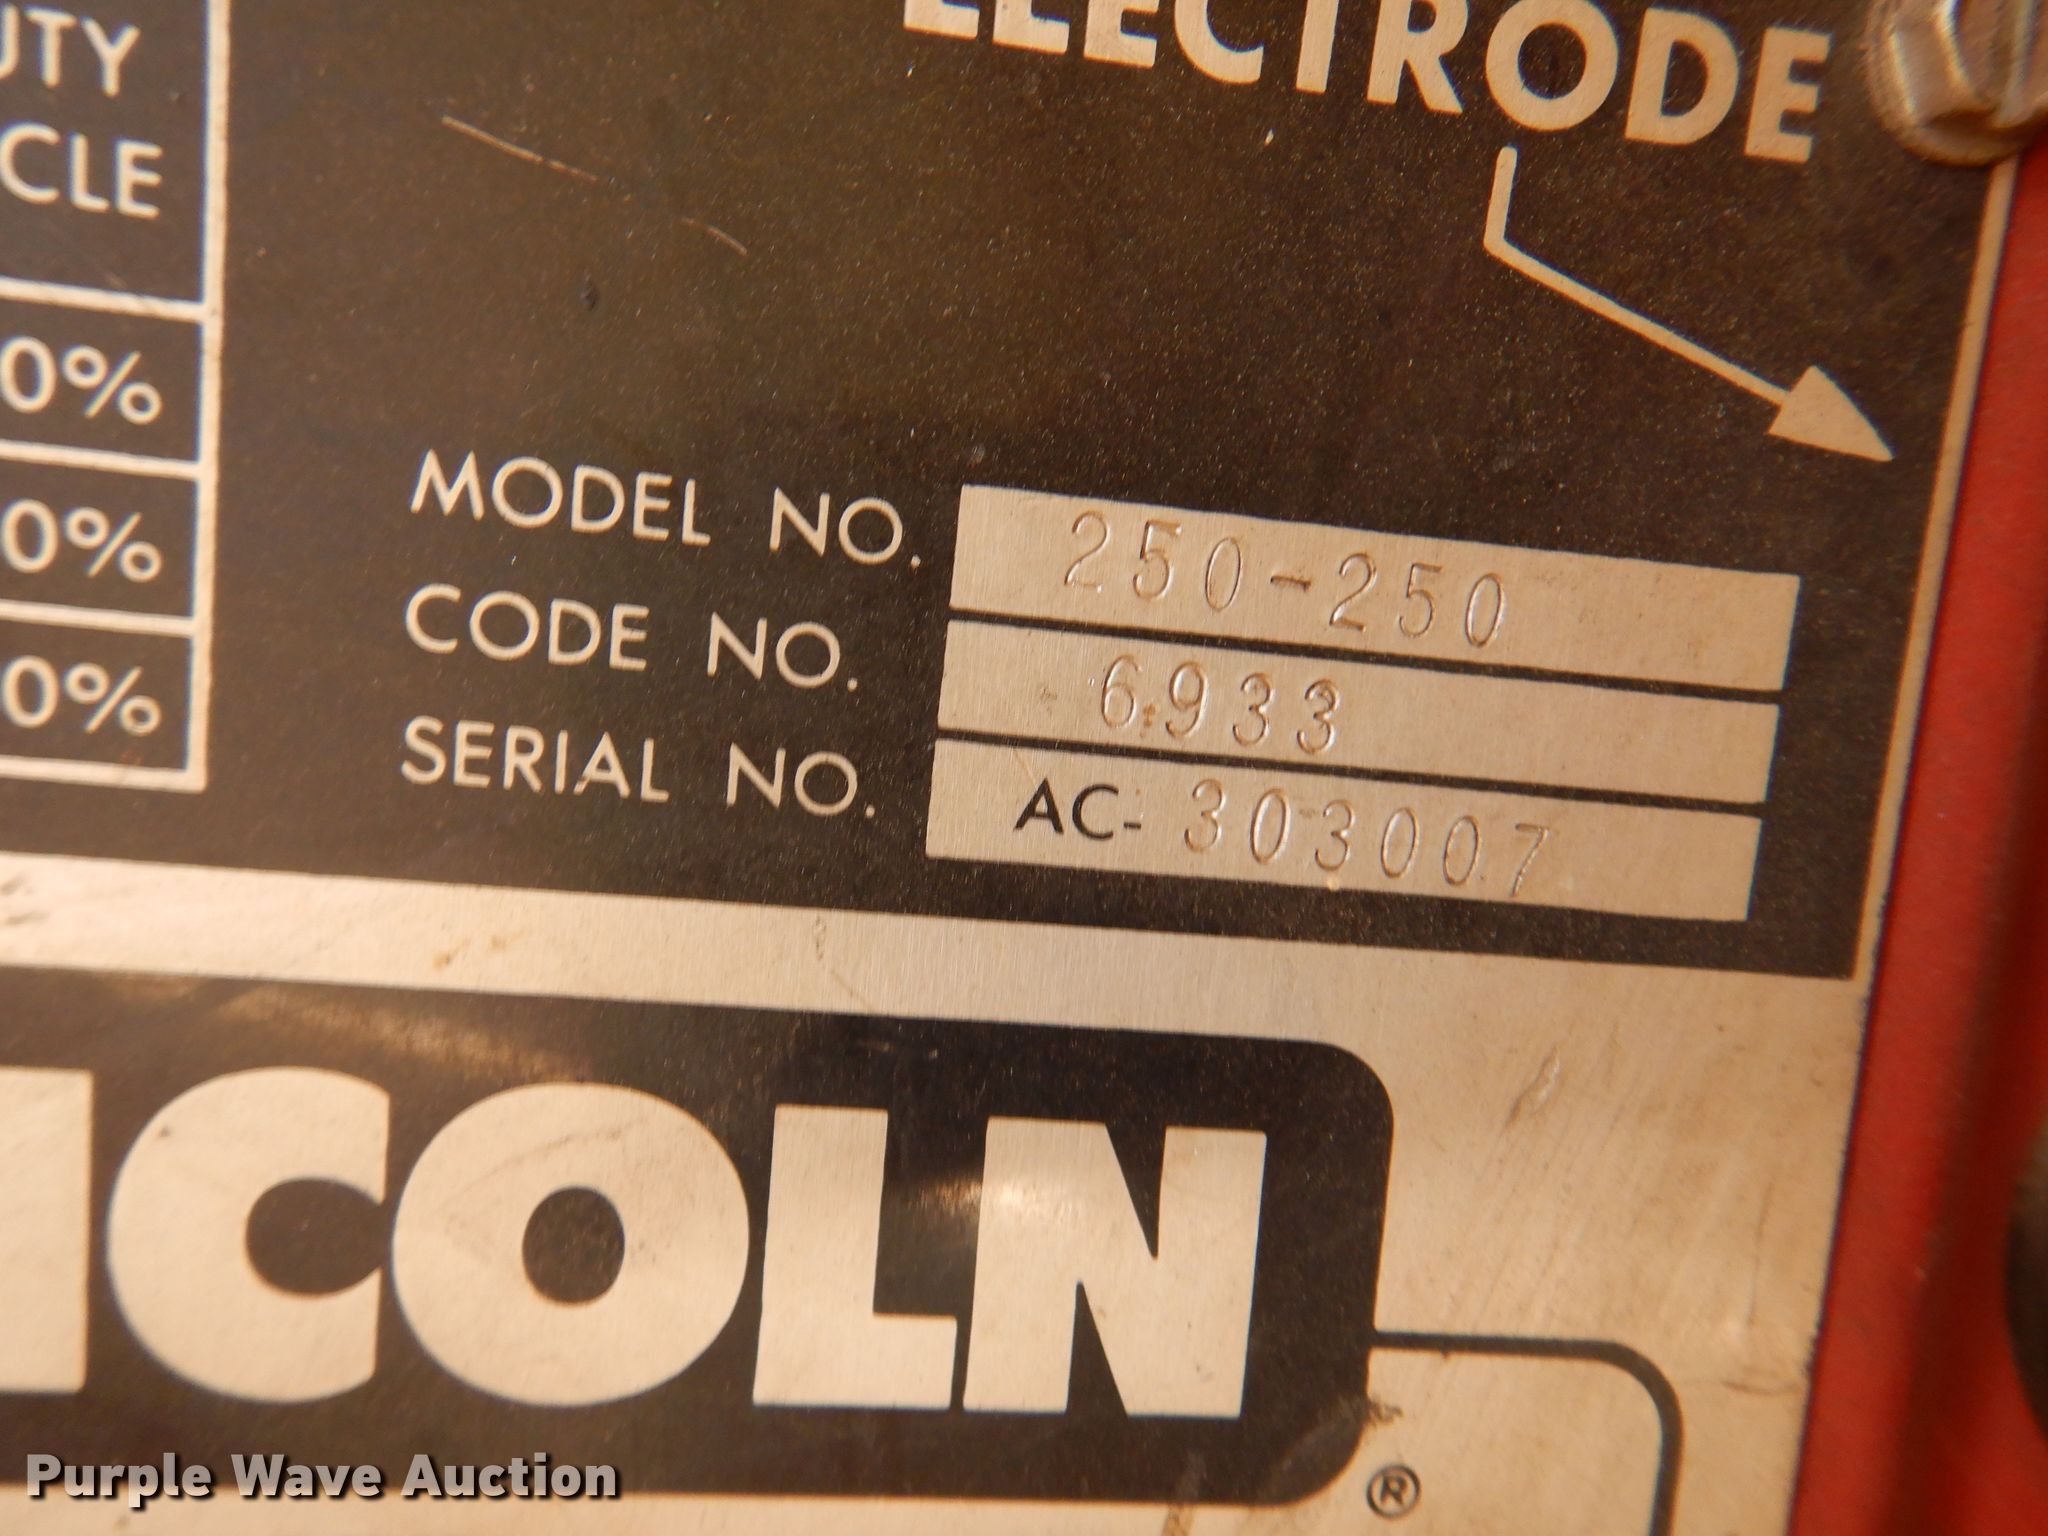 ELECTRODE
UTY
CLE
0%
0%
0%
MODEL NO. 250-250
CODE NO. 6933
SERIAL NO. AC-303007
COLN
®
Purple Wave Auction